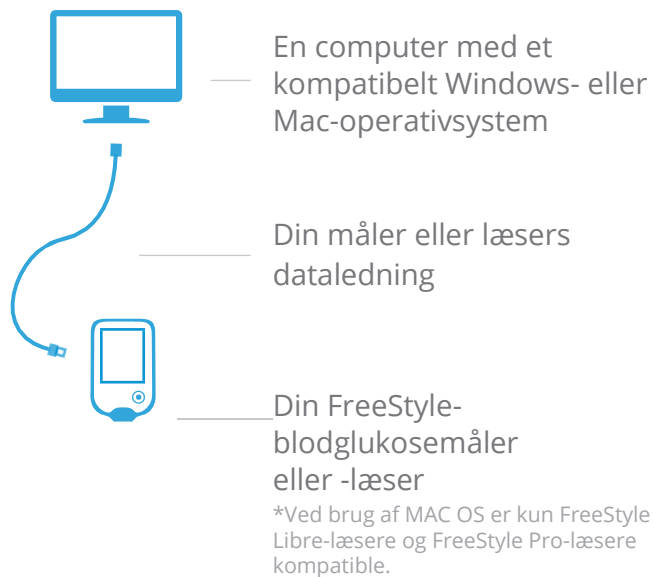 En computer med et
kompatibelt Windows- eller
Mac-operativsystem
Din måler eller læsers
dataledning
Din FreeStyle-
blodglukosemåler
eller -læser
*Ved brug af MAC OS er kun FreeStyle
Libre-læsere og FreeStyle Pro-læsere
kompatible.